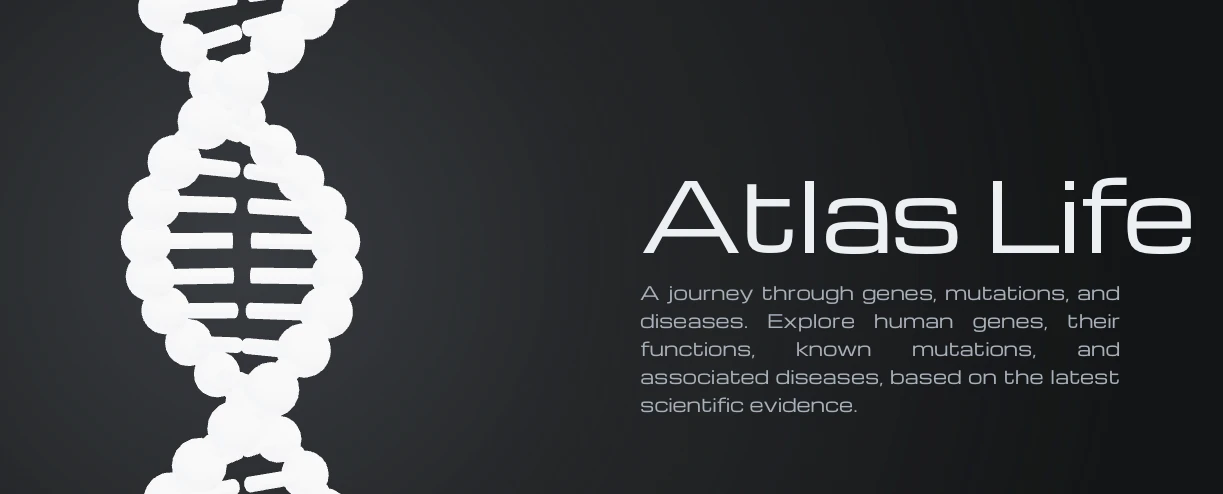 Atlas Life
A journey through genes, mutations, and
diseases. Explore human genes, their
functions, known mutations, and
associated diseases, based on the latest
scientific evidence.